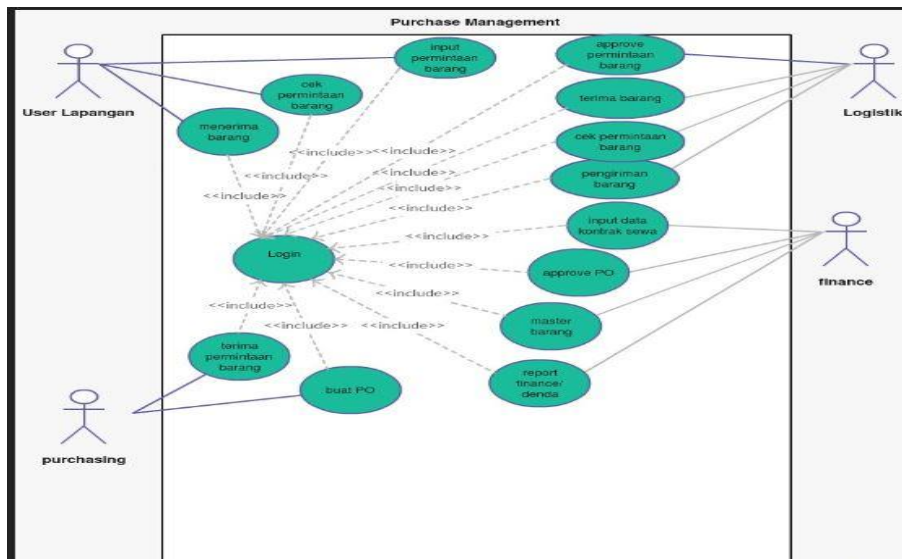 Purchase Management
input
permintaan
barang
approve
permintaan
barang
cek
permintaan
barang
terima barang
User Lapangan
Logistik
menerima
barang
cek permintaan
barang
<<include>>
<<include>>
<<include>>
<<include>>
<<include>>
<<include>>
<<include>>
pengiriman
barang
input data
kontrak sewa
<<include>>
Login
<<include>>
approve PO
finance
<<include>>
<<include>>
<<include>>
<<include>>
master
barang
terima
permintaan
barang
buat PO
report
finance/
denda
purchasing